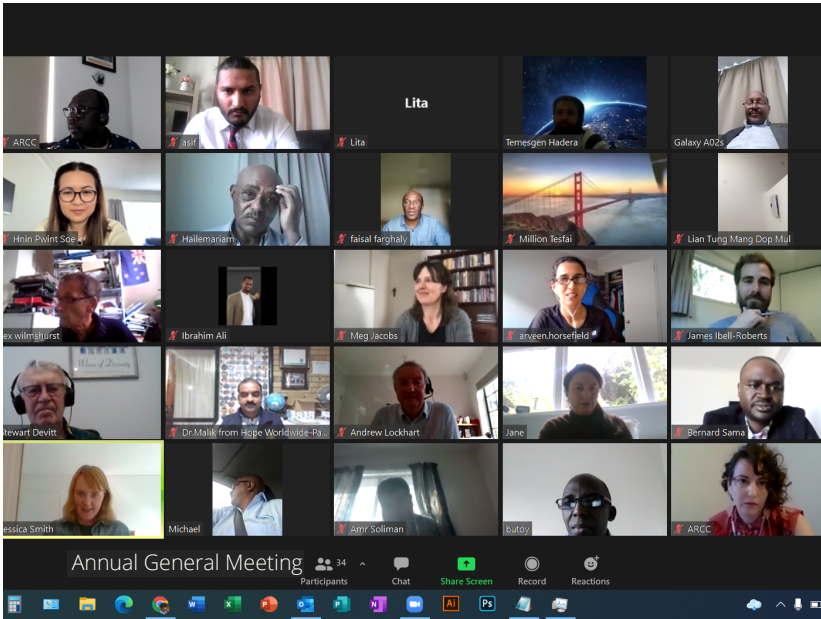 ARCC
asif
Lita
Lita
Temesgen Hadera
Galaxy A02s
Hnin Pwint Soe
Hailemariam
faisal farghaly
Million Tesfai
Lian Tung Mang Dop Mul
ex wilmshurst
Ibrahim Ali
Meg Jacobs
arveen.horsefield
James Ibell-Roberts
Stewart Devitt
Dr.Malik from Hope Worldwide-Pa...
Andrew Lockhart
Jane
Bernard Sama
essica Smith
Michael
Amr Soliman
butoy
ARCC
Annual General Meeting
34
Participants
Chat
Share Screen
Record
Reactions
W
X
P
O
P
N
Ai
Ps